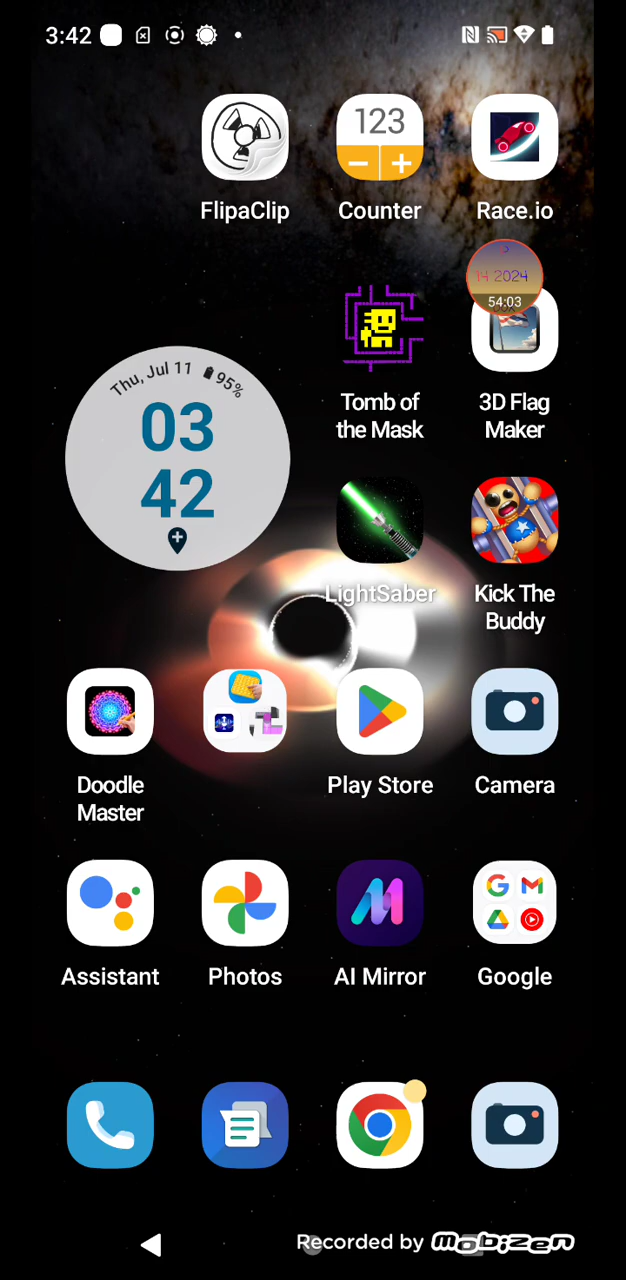 3:42
123
FlipaClip
Counter
Race.io
14 2024
54:03
Tomb of
the Mask
3D Flag
Maker
Thu, Jul 11 95%
03
42
LightSaber
Kick The
Buddy
Doodle
Master
Play Store
Camera
Assistant
Photos
AI Mirror
Google
Recorded by mobizen